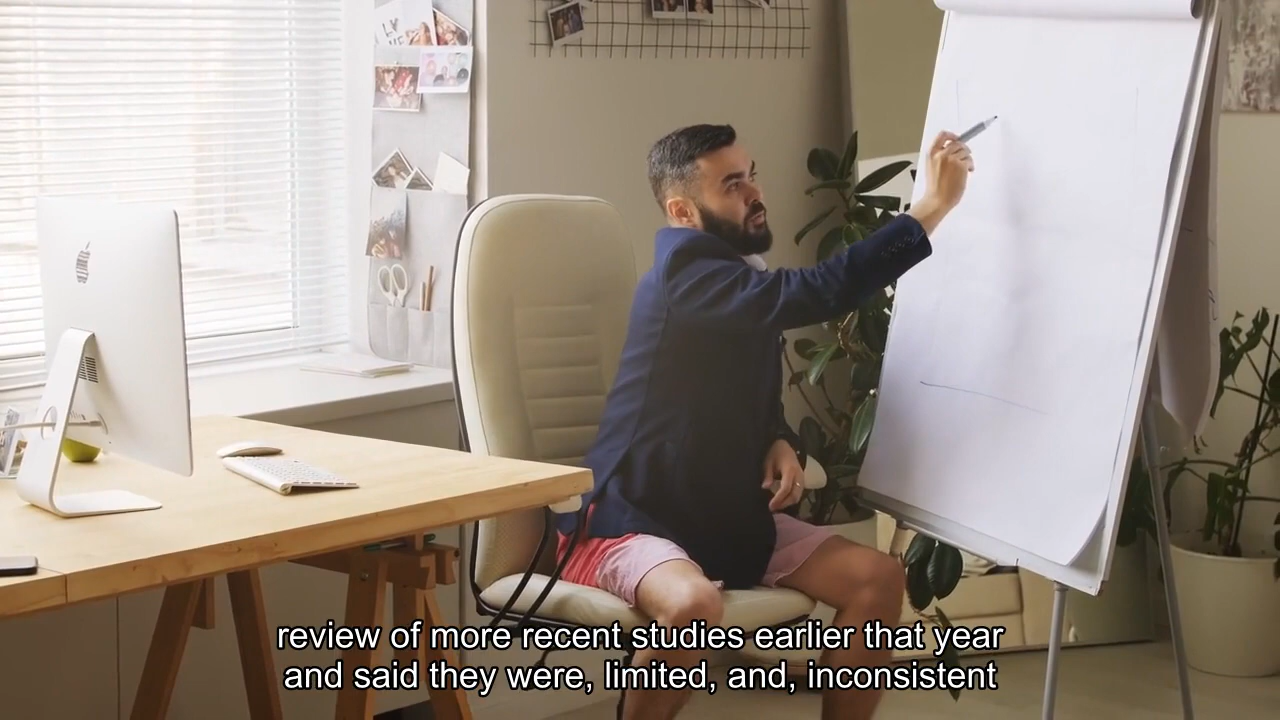 review of more recent studies earlier that year
and said they were, limited, and, inconsistent